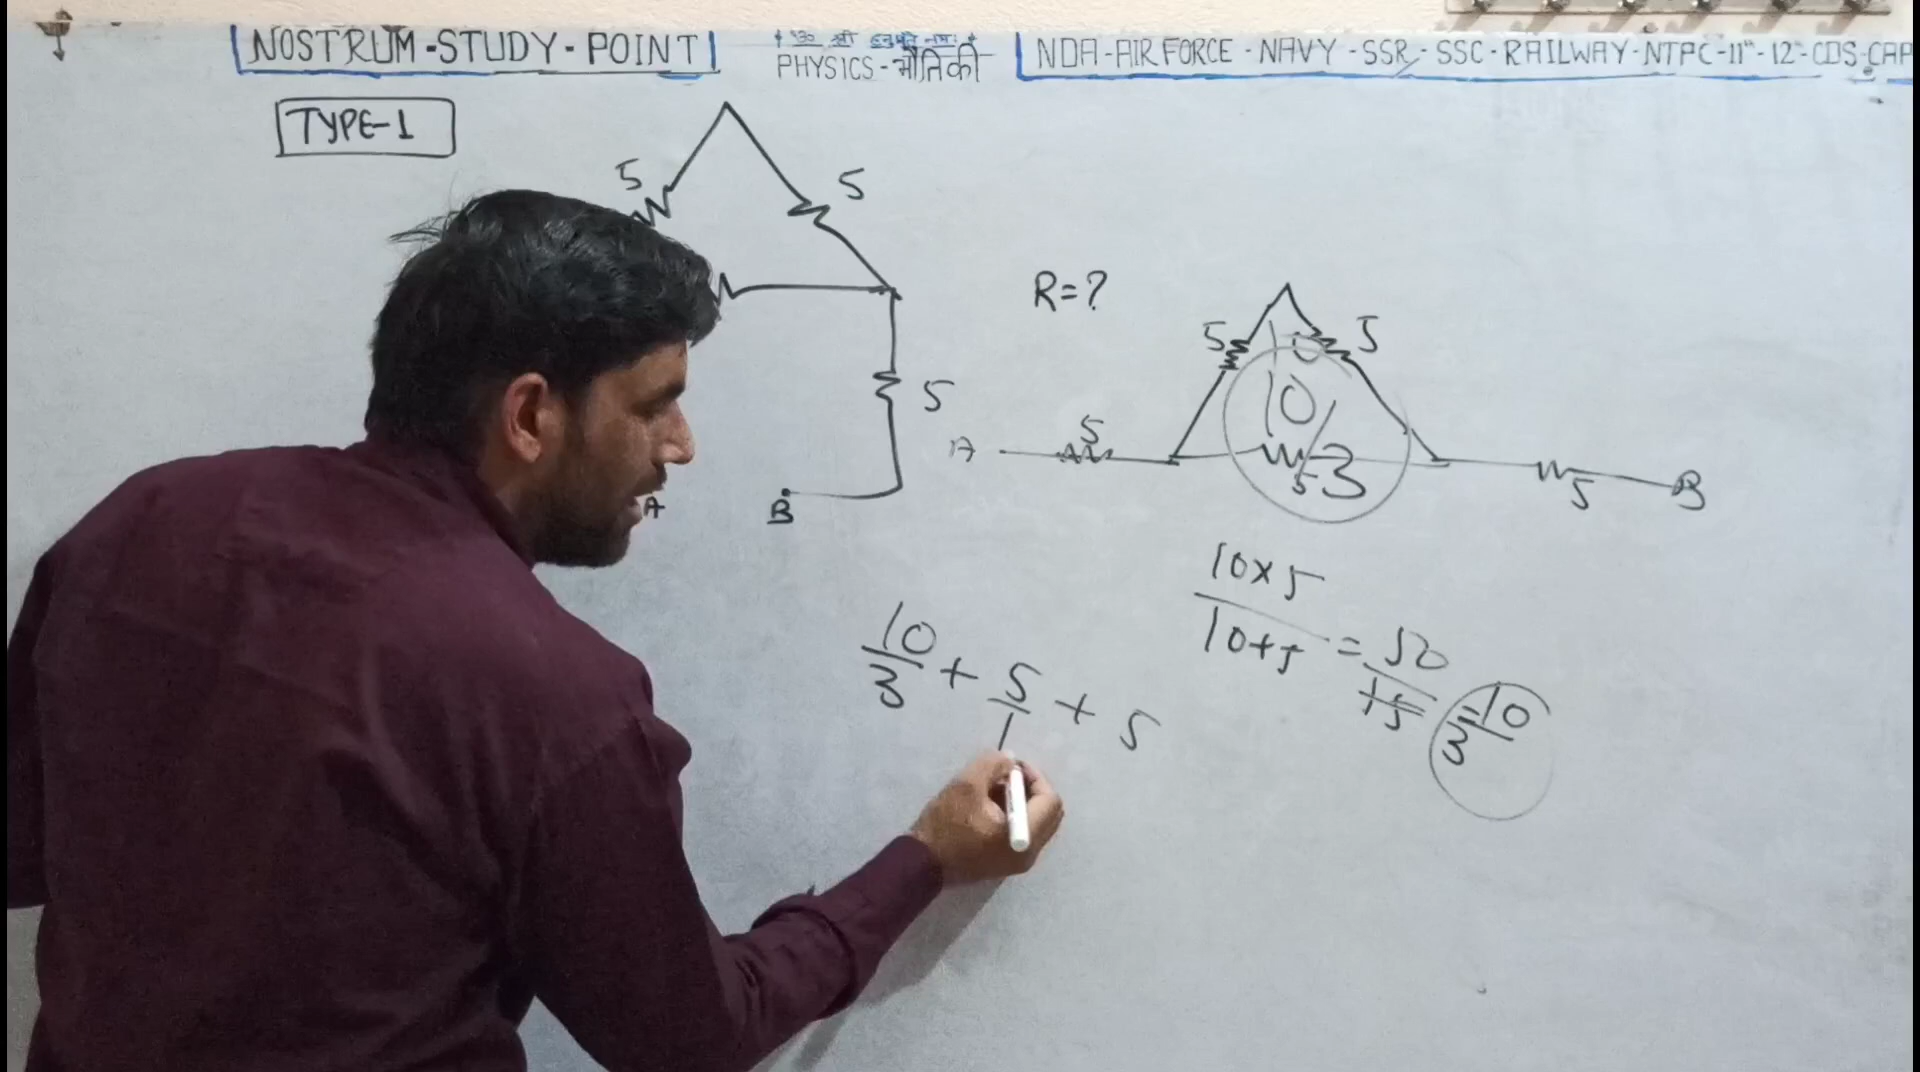 NOSTRUM-STUDY-POINT
PHYSICS-भौतिकी
NDA-AIR FORCE-NAVY-SSR-SSC-RAILWAY-NTPC-11th-12th-CDS-CAP
TYPE-1
5
5
5
A
B
R=?
5
5
10
10/3
A
5
5
5
B
10×5
10+5
=
50
15
=
10
3
10
3
+
5
1
+
5